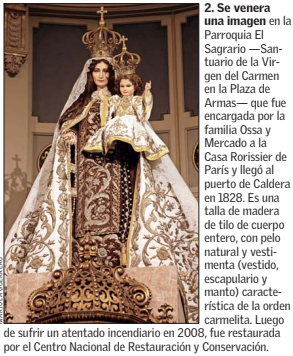 2. Se venera
una imagen en la
Parroquia El
Sagrario —San-
tuario de la Vir-
gen del Carmen
en la Plaza de
Armas— que fue
encargada por la
familia Ossa y
Mercado a la
Casa Rorissier de
París y llegó al
puerto de Caldera
en 1828. Es una
talla de madera
de tilo de cuerpo
entero, con pelo
natural y vesti-
menta (vestido,
escapulario y
manto) caracte-
rística de la orden
carmelita. Luego
de sufrir un atentado incendiario en 2008, fue restaurada
por el Centro Nacional de Restauración y Conservación.